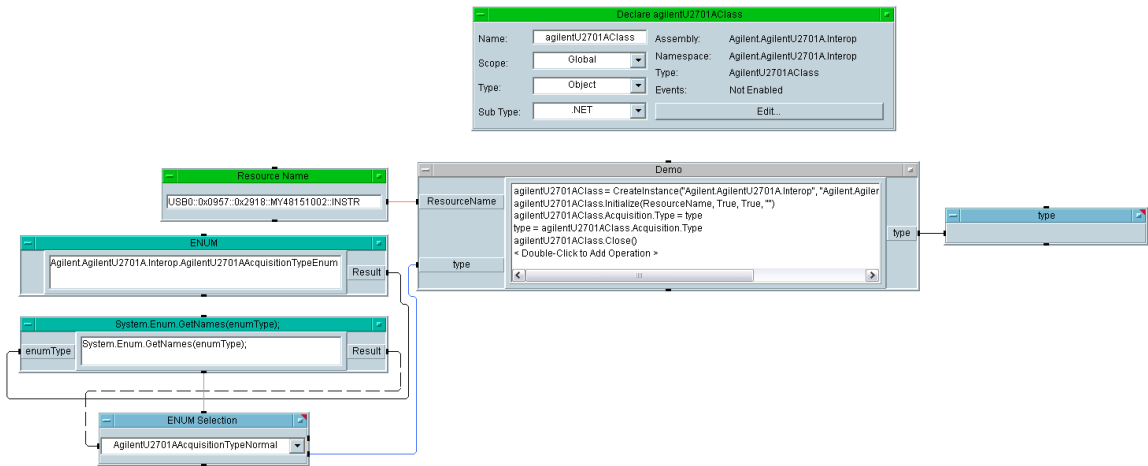 Declare agilentU2701AClass
Name: agilentU2701AClass Assembly: Agilent.AgilentU2701A.Interop
Scope: Global Namespace: Agilent.AgilentU2701A.Interop
Type: Object Type: AgilentU2701AClass
Events: Not Enabled
Sub Type: .NET Edit...
Resource Name
USB0::0x0957::0x2918::MY48151002::INSTR
Demo
ResourceName
type
agilentU2701AClass = CreateInstance("Agilent.AgilentU2701A.Interop", "Agilent.Agiler
agilentU2701AClass.Initialize(ResourceName, True, True, "")
agilentU2701AClass.Acquisition.Type = type
type = agilentU2701AClass.Acquisition.Type
agilentU2701AClass.Close()
< Double-Click to Add Operation >
type
type
ENUM
Agilent.AgilentU2701A.Interop.AgilentU2701AAcquisitionTypeEnum
Result
System.Enum.GetNames(enumType);
enumType
System.Enum.GetNames(enumType);
Result
ENUM Selection
AgilentU2701AAcquisitionTypeNormal